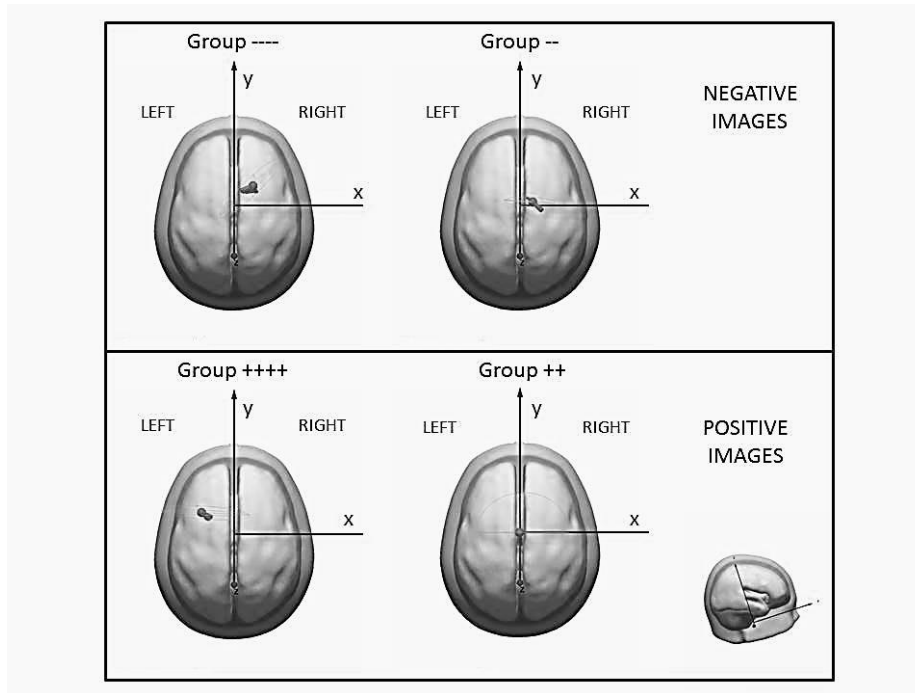 Group ----
Group --
y
y
LEFT
RIGHT
LEFT
RIGHT
NEGATIVE
IMAGES
x
x
z
z
Group ++++
Group ++
y
y
LEFT
RIGHT
LEFT
RIGHT
POSITIVE
IMAGES
x
x
z
z